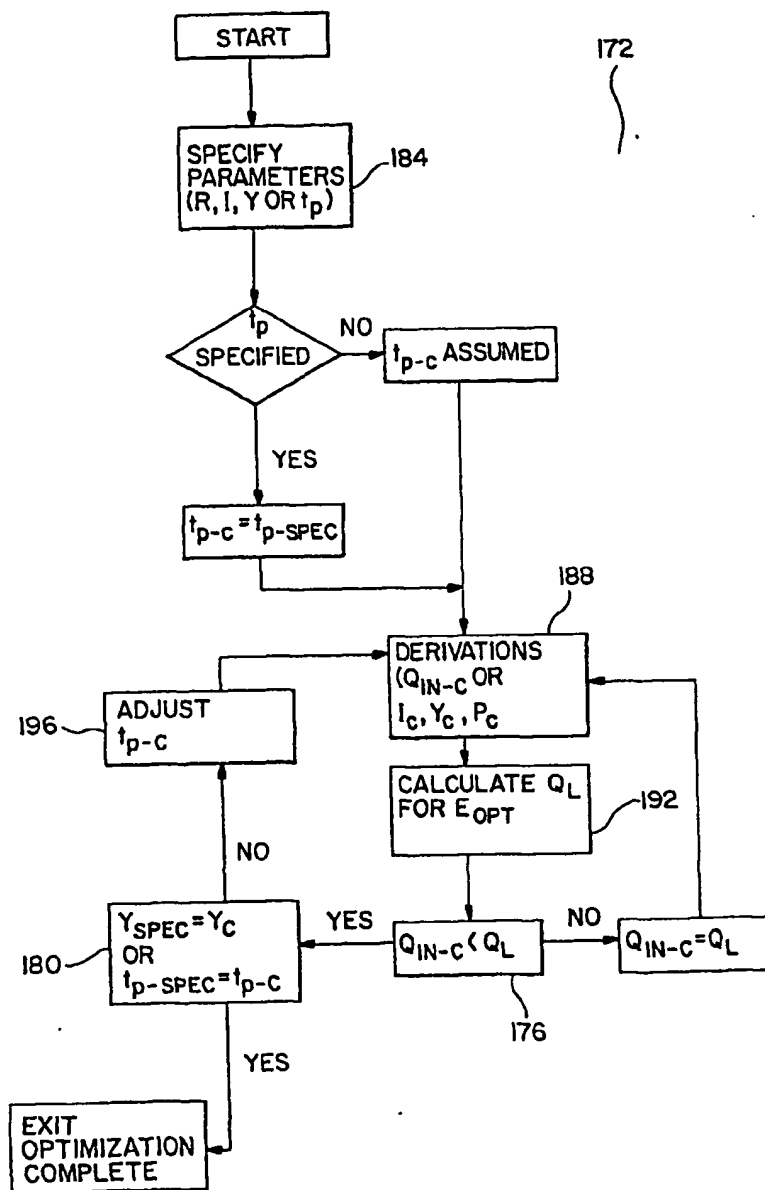 START
172
SPECIFY
PARAMETERS
(R, I, Y OR tp)
184
tp
SPECIFIED
NO
tp-c ASSUMED
YES
tp-c = tp-SPEC
188
DERIVATIONS
(QIN-C OR
IC, YC, PC
ADJUST
tp-C
196
CALCULATE QL
FOR EOPT
192
NO
YSPEC=YC
OR
tp-SPEC=tp-C
180
YES
QIN-C<QL
NO
QIN-C=QL
176
YES
EXIT
OPTIMIZATION
COMPLETE